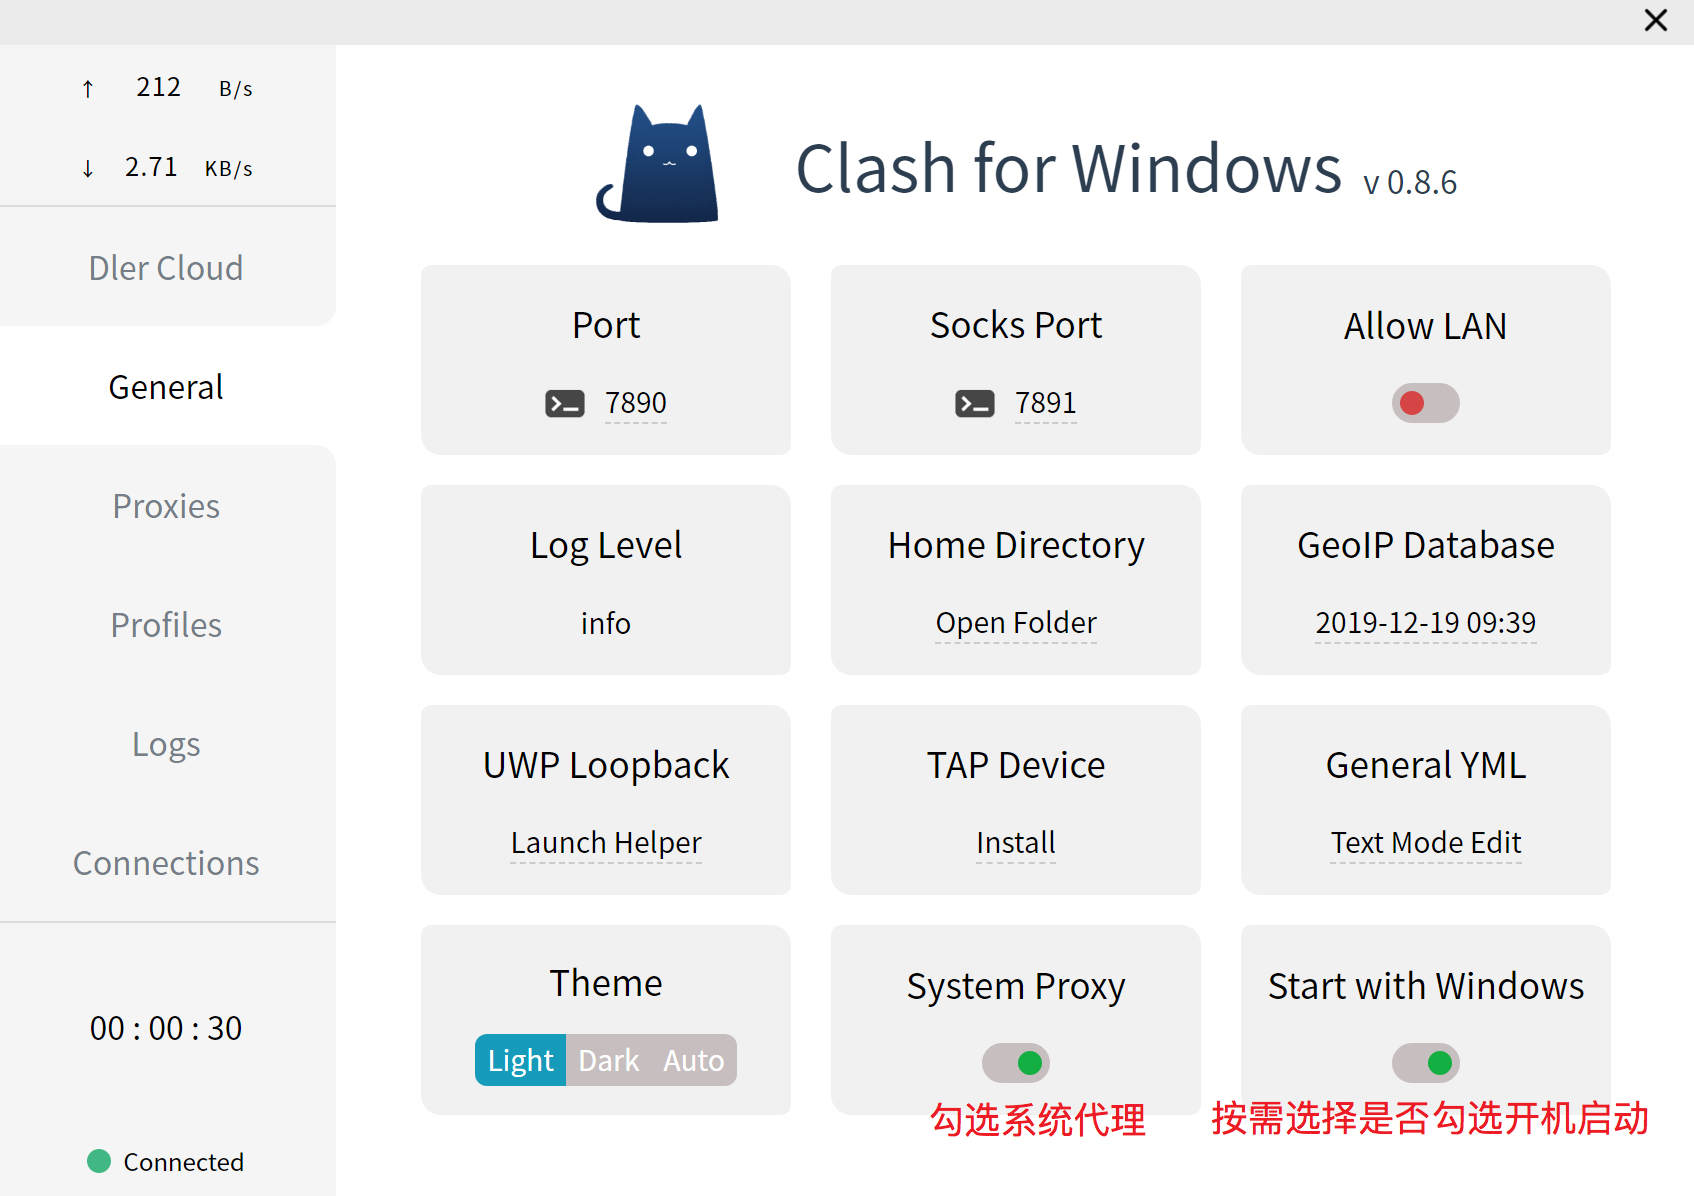 ↑ 212 B/s
↓ 2.71 KB/s
Dler Cloud
General
Proxies
Profiles
Logs
Connections
00 : 00 : 30
Connected
Clash for Windows v 0.8.6
Port
7890
Socks Port
7891
Allow LAN
Log Level
info
Home Directory
Open Folder
GeoIP Database
2019-12-19 09:39
UWP Loopback
Launch Helper
TAP Device
Install
General YML
Text Mode Edit
Theme
Light Dark Auto
System Proxy
勾选系统代理
Start with Windows
按需选择是否勾选开机启动